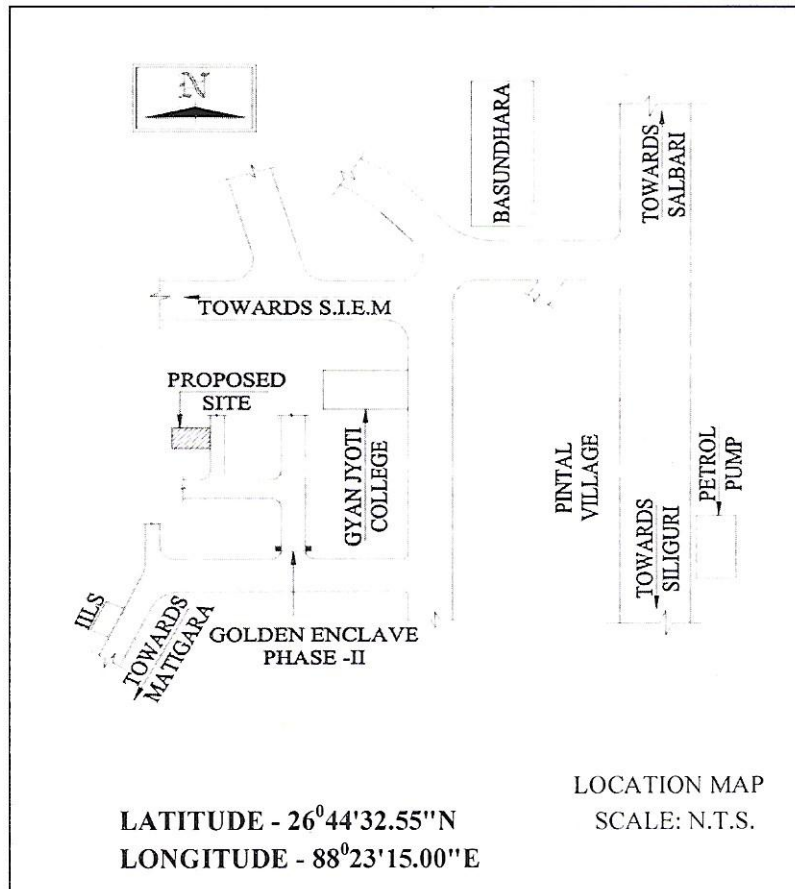 N
BASUNDHARA
TOWARDS
SALBARI
TOWARDS S.I.E.M
PROPOSED
SITE
GYAN JYOTI
COLLEGE
PINTAL
VILLAGE
PETROL
PUMP
TOWARDS
SILIGURI
IILS
TOWARDS
MATIGARA
GOLDEN ENCLAVE
PHASE -II
LOCATION MAP
SCALE: N.T.S.
LATITUDE - 26⁰44'32.55"N
LONGITUDE - 88⁰23'15.00"E